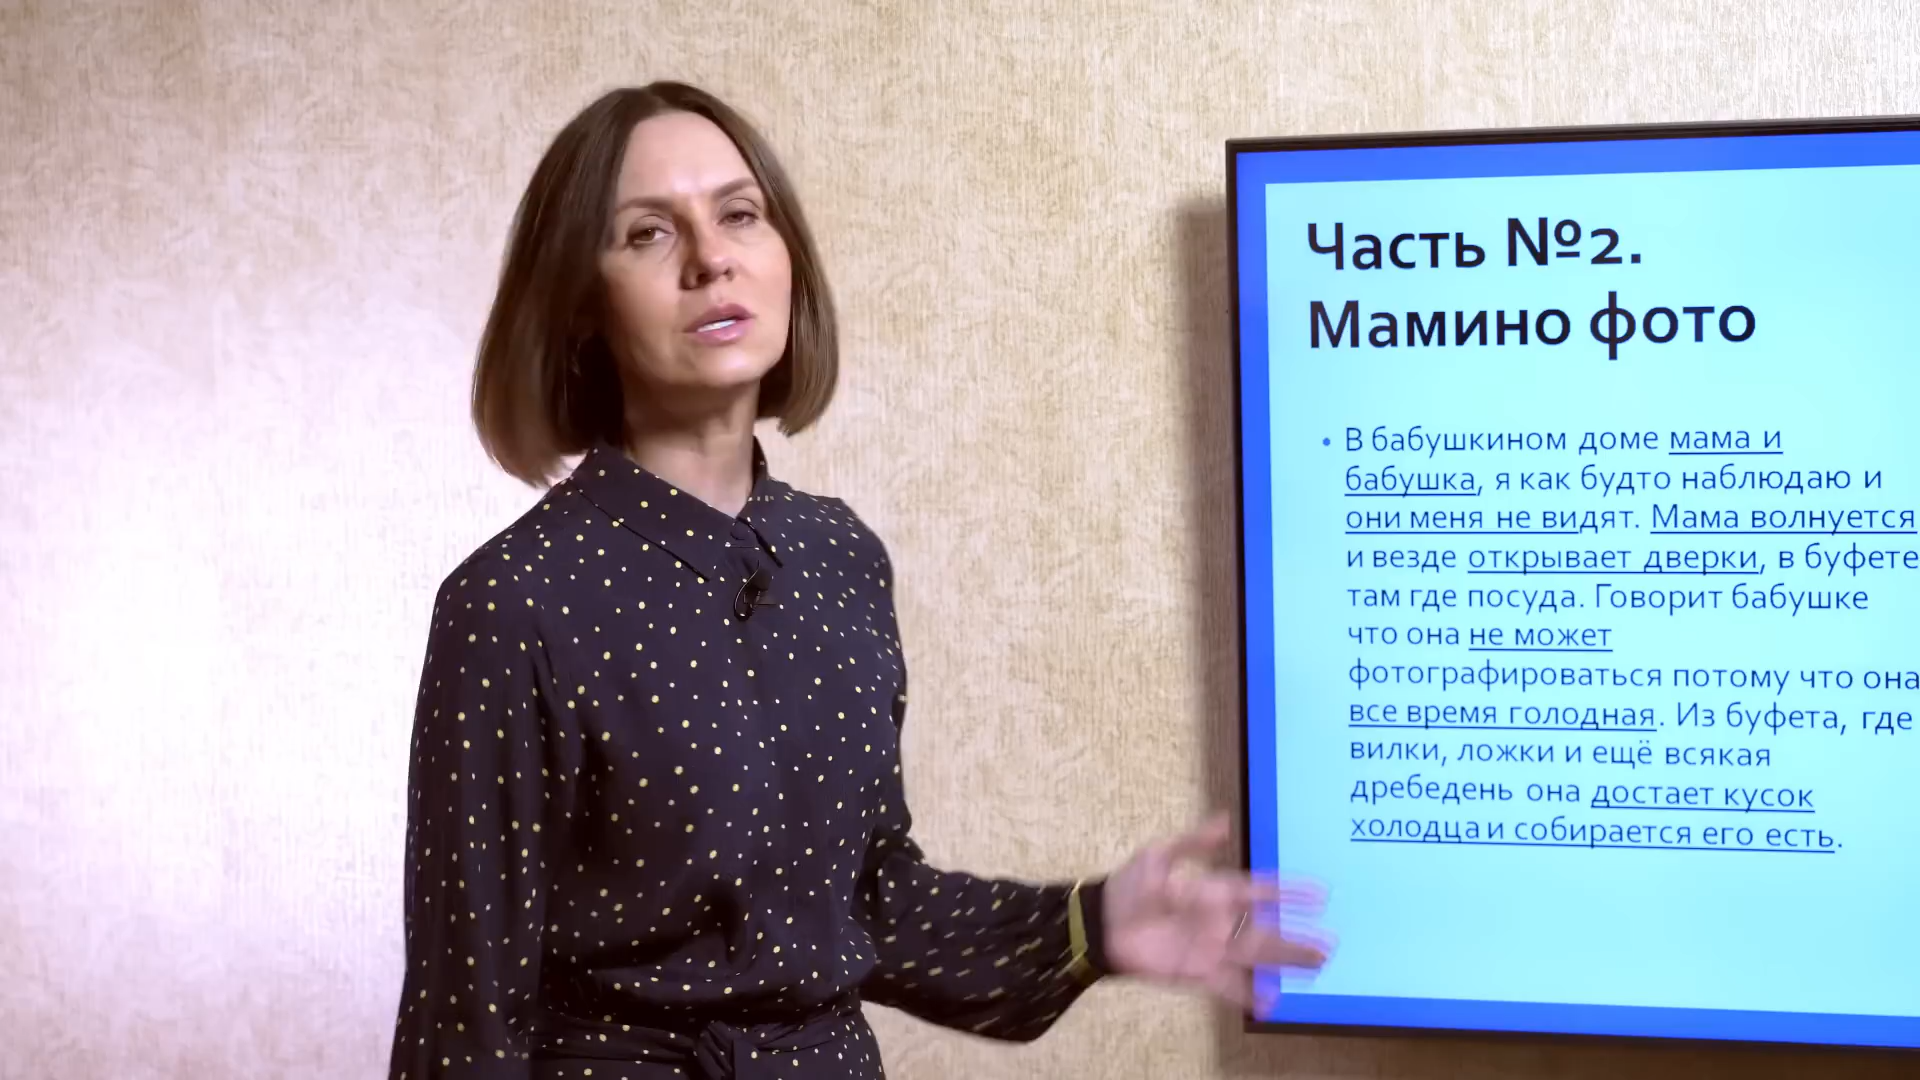 Часть №2.
Мамино фото
• В бабушкином доме мама и
бабушка, я как будто наблюдаю и
они меня не видят. Мама волнуется
и везде открывает дверки, в буфете
там где посуда. Говорит бабушке
что она не может
фотографироваться потому что она
все время голодная. Из буфета, где
вилки, ложки и ещё всякая
дребедень она достает кусок
холодца и собирается его есть.